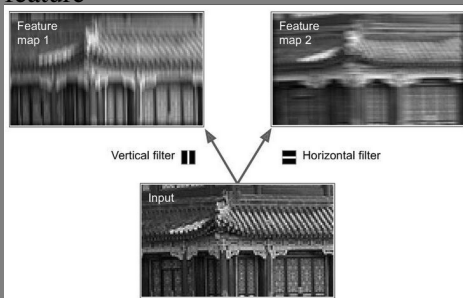 feature
Feature
map 1
Feature
map 2
Vertical filter
Horizontal filter
Input